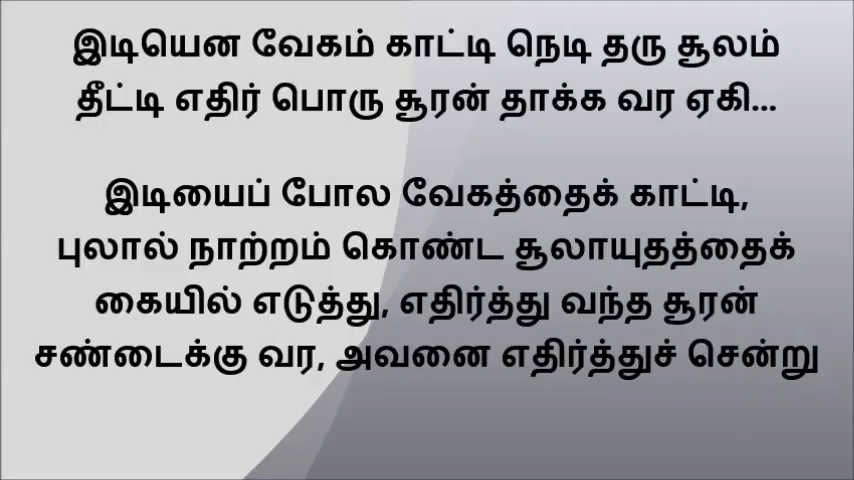 இடியென வேகம் காட்டி நெடி தரு சூலம்
தீட்டி எதிர் பொரு சூரன் தாக்க வர ஏகி...
இடியைப் போல வேகத்தைக் காட்டி,
புலால் நாற்றம் கொண்ட சூலாயுதத்தைக்
கையில் எடுத்து, எதிர்த்து வந்த சூரன்
சண்டைக்கு வர, அவனை எதிர்த்துச் சென்று